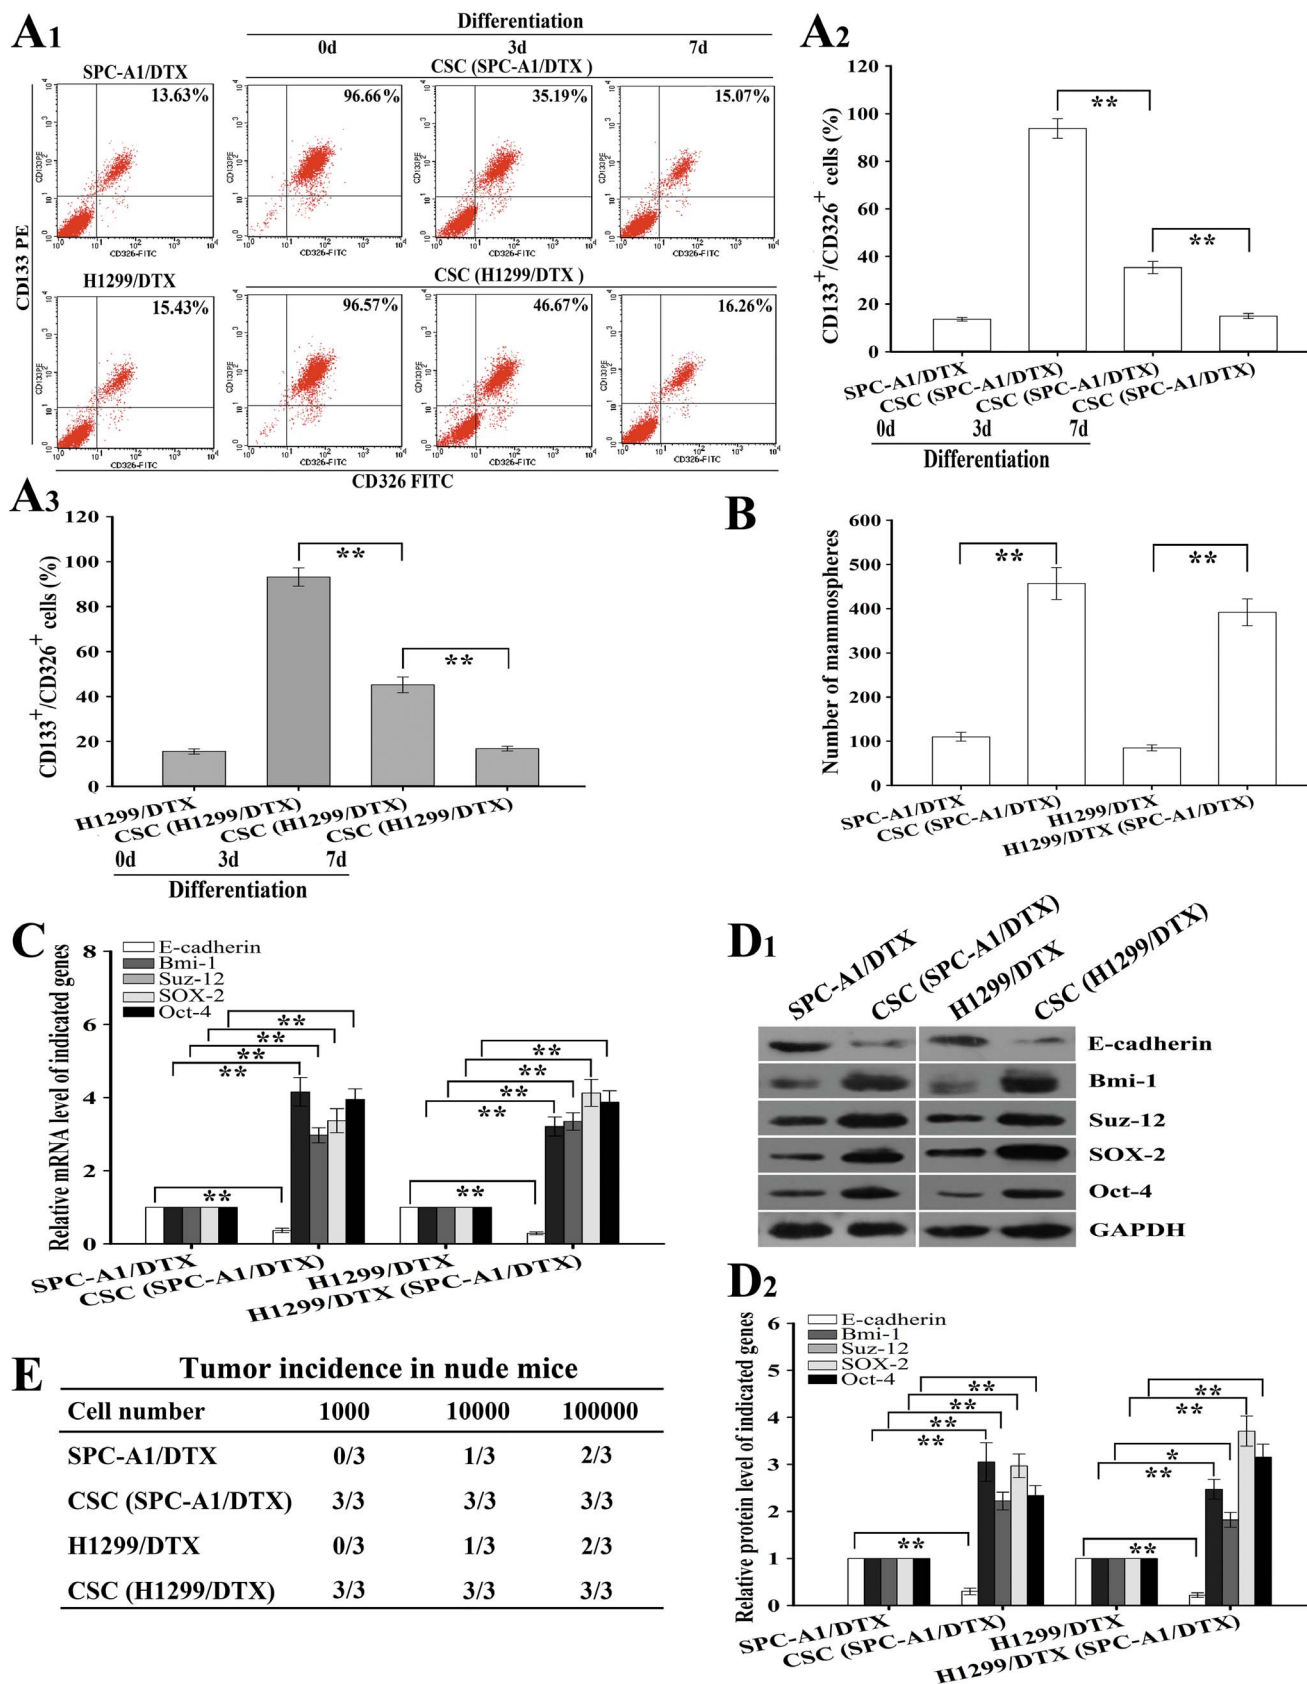 A1
Differentiation
0d 3d 7d
SPC-A1/DTX
CSC (SPC-A1/DTX )
13.63%
96.66%
35.19%
15.07%
H1299/DTX
CSC (H1299/DTX )
15.43%
96.57%
46.67%
16.26%
CD133 PE
CD133PE
CD326-FITC
CD326 FITC
A2
CD133+/CD326+ cells (%)
120
100
80
60
40
20
0
** **
SPC-A1/DTX
CSC (SPC-A1/DTX)
CSC (SPC-A1/DTX)
CSC (SPC-A1/DTX)
0d 3d 7d
Differentiation
A3
CD133+/CD326+ cells (%)
120
100
80
60
40
20
0
** **
H1299/DTX
CSC (H1299/DTX)
CSC (H1299/DTX)
CSC (H1299/DTX)
0d 3d 7d
Differentiation
B
Number of mammospheres
600
500
400
300
200
100
0
** **
SPC-A1/DTX
CSC (SPC-A1/DTX)
H1299/DTX
H1299/DTX (SPC-A1/DTX)
C
Relative mRNA level of indicated genes
8
6
4
2
0
E-cadherin
Bmi-1
Suz-12
SOX-2
Oct-4
** ** ** ** **
** ** ** ** **
SPC-A1/DTX
CSC (SPC-A1/DTX)
H1299/DTX
H1299/DTX (SPC-A1/DTX)
D1
SPC-A1/DTX
CSC (SPC-A1/DTX)
H1299/DTX
CSC (H1299/DTX)
E-cadherin
Bmi-1
Suz-12
SOX-2
Oct-4
GAPDH
D2
Relative protein level of indicated genes
6
5
4
3
2
1
0
E-cadherin
Bmi-1
Suz-12
SOX-2
Oct-4
** ** ** ** **
** ** * ** **
SPC-A1/DTX
CSC (SPC-A1/DTX)
H1299/DTX
H1299/DTX (SPC-A1/DTX)
E
Tumor incidence in nude mice
Cell number 1000 10000 100000
SPC-A1/DTX 0/3 1/3 2/3
CSC (SPC-A1/DTX) 3/3 3/3 3/3
H1299/DTX 0/3 1/3 2/3
CSC (H1299/DTX) 3/3 3/3 3/3